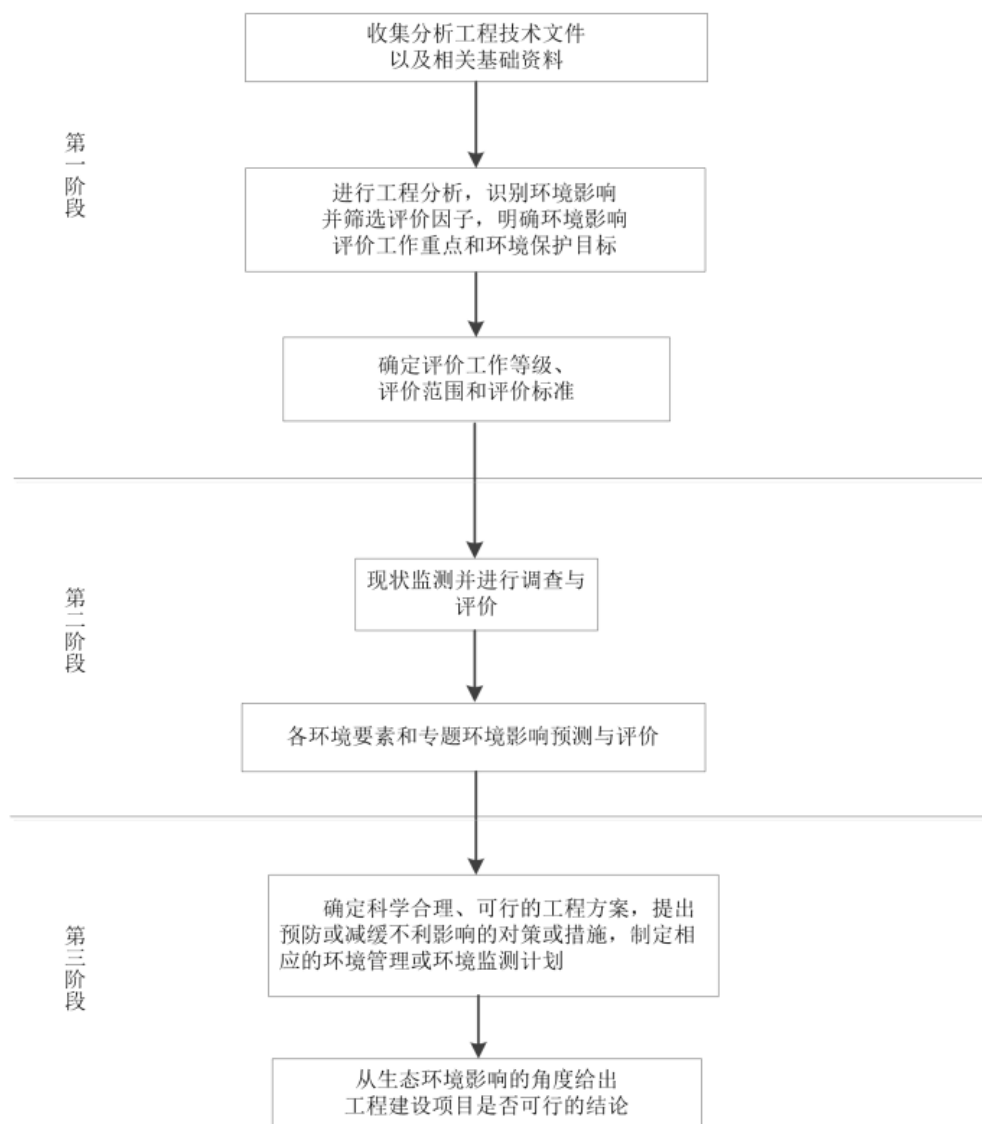 收集分析工程技术文件
以及相关基础资料
第一阶段
进行工程分析，识别环境影响
并筛选评价因子，明确环境影响
评价工作重点和环境保护目标
确定评价工作等级、
评价范围和评价标准
第二阶段
现状监测并进行调查与
评价
各环境要素和专题环境影响预测与评价
第三阶段
确定科学合理、可行的工程方案，提出
预防或减缓不利影响的对策或措施，制定相
应的环境管理或环境监测计划
从生态环境影响的角度给出
工程建设项目是否可行的结论